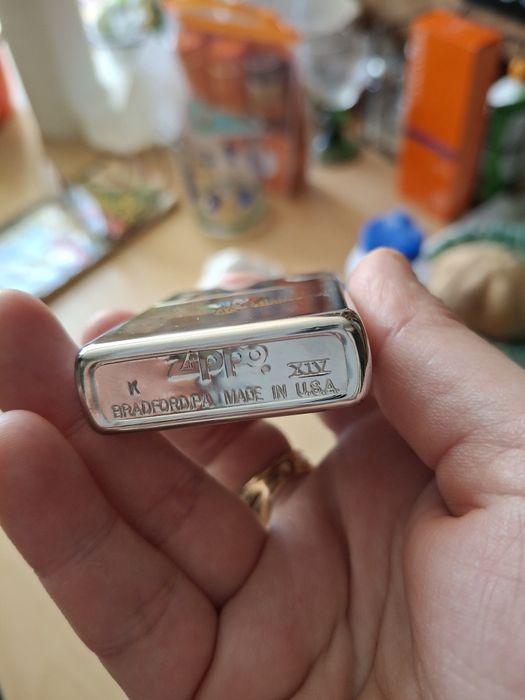 Zippo
K XIV
BRADFORD, PA. MADE IN U.S.A.